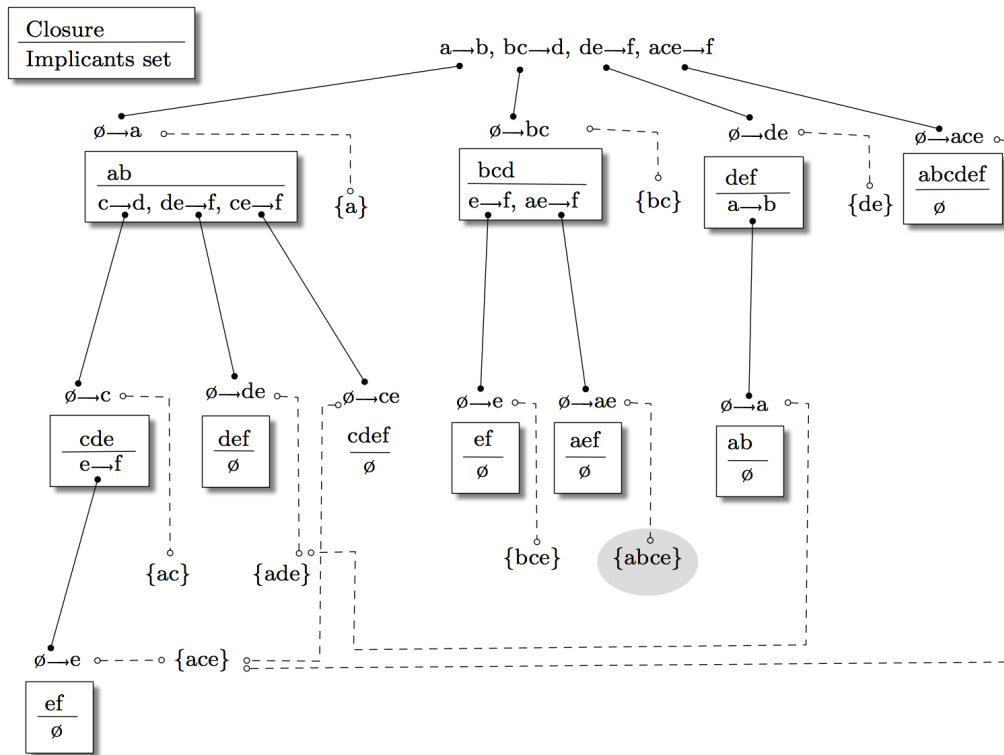 Closure
Implicants set
a→b, bc→d, de→f, ace→f
ø→a
ø→bc
ø→de
ø→ace
ab
c→d, de→f, ce→f
{a}
bcd
e→f, ae→f
{bc}
def
a→b
{de}
abcdef
ø
ø→c
ø→de
ø→ce
ø→e
ø→ae
ø→a
cde
e→f
def
ø
cdef
ø
ef
ø
aef
ø
ab
ø
{ac}
{ade}
{bce}
{abce}
ø→e
{ace}
ef
ø